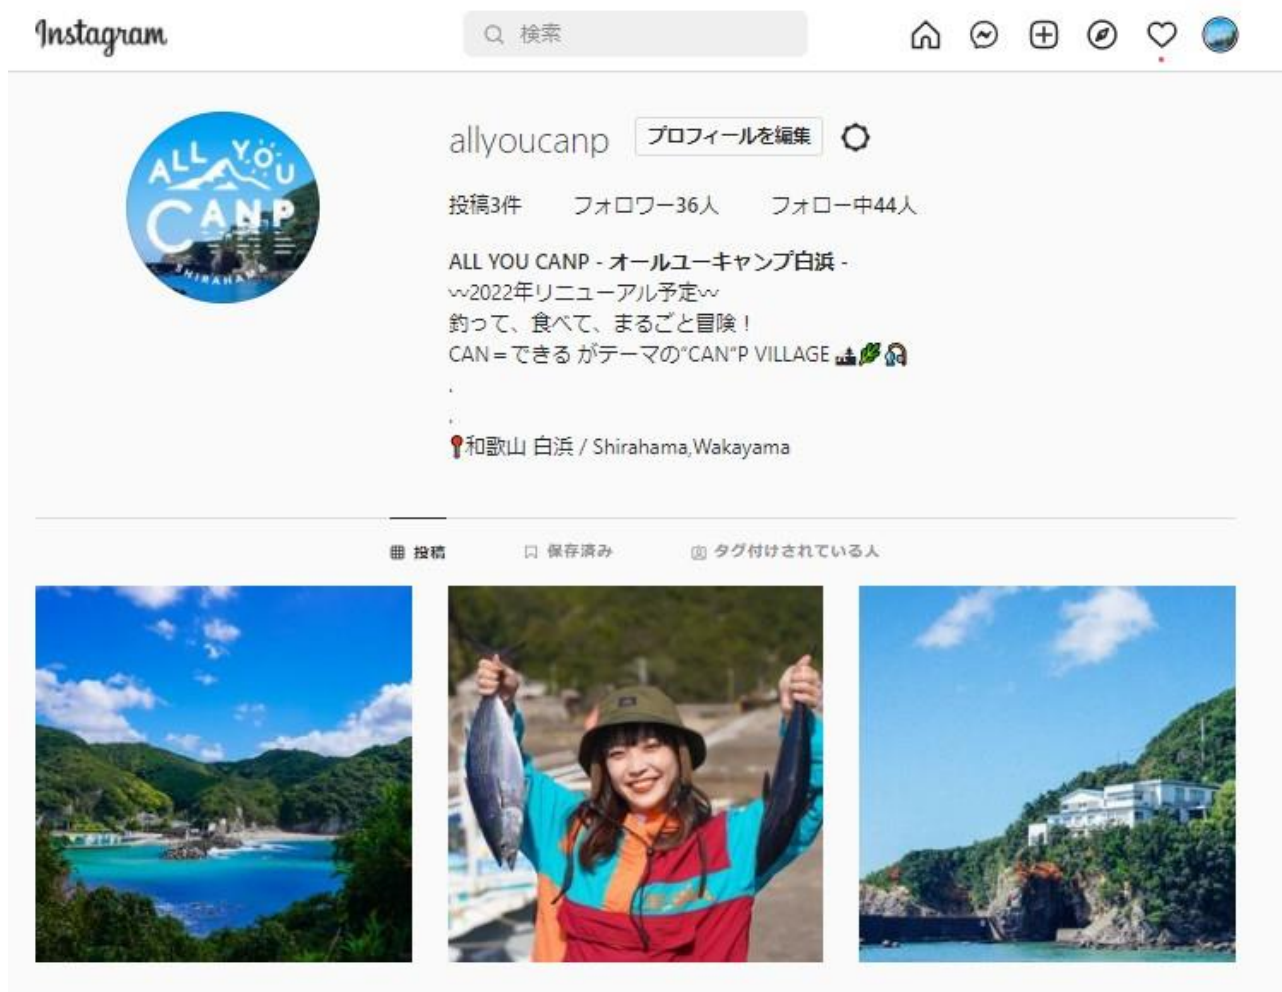 Instagram
検索
allyoucanp プロフィールを編集
ALL YOU
CANP
SHIRAHAMA
投稿3件 フォロワー36人 フォロー中44人
ALL YOU CANP - オールユーキャンプ白浜 -
〰2022年リニューアル予定〰
釣って、食べて、まるごと冒険！
CAN=できる がテーマの"CAN"P VILLAGE 🏕🌿🎣
.
.
📍和歌山 白浜 / Shirahama,Wakayama
投稿 保存済み タグ付けされている人